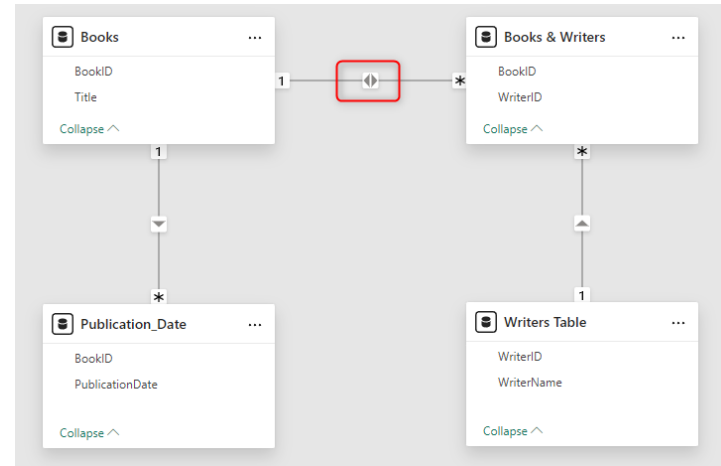 Books
...
BookID
Title
Collapse
1
*
Books & Writers
...
BookID
WriterID
Collapse
1
*
*
1
Publication_Date
...
BookID
PublicationDate
Collapse
Writers Table
...
WriterID
WriterName
Collapse